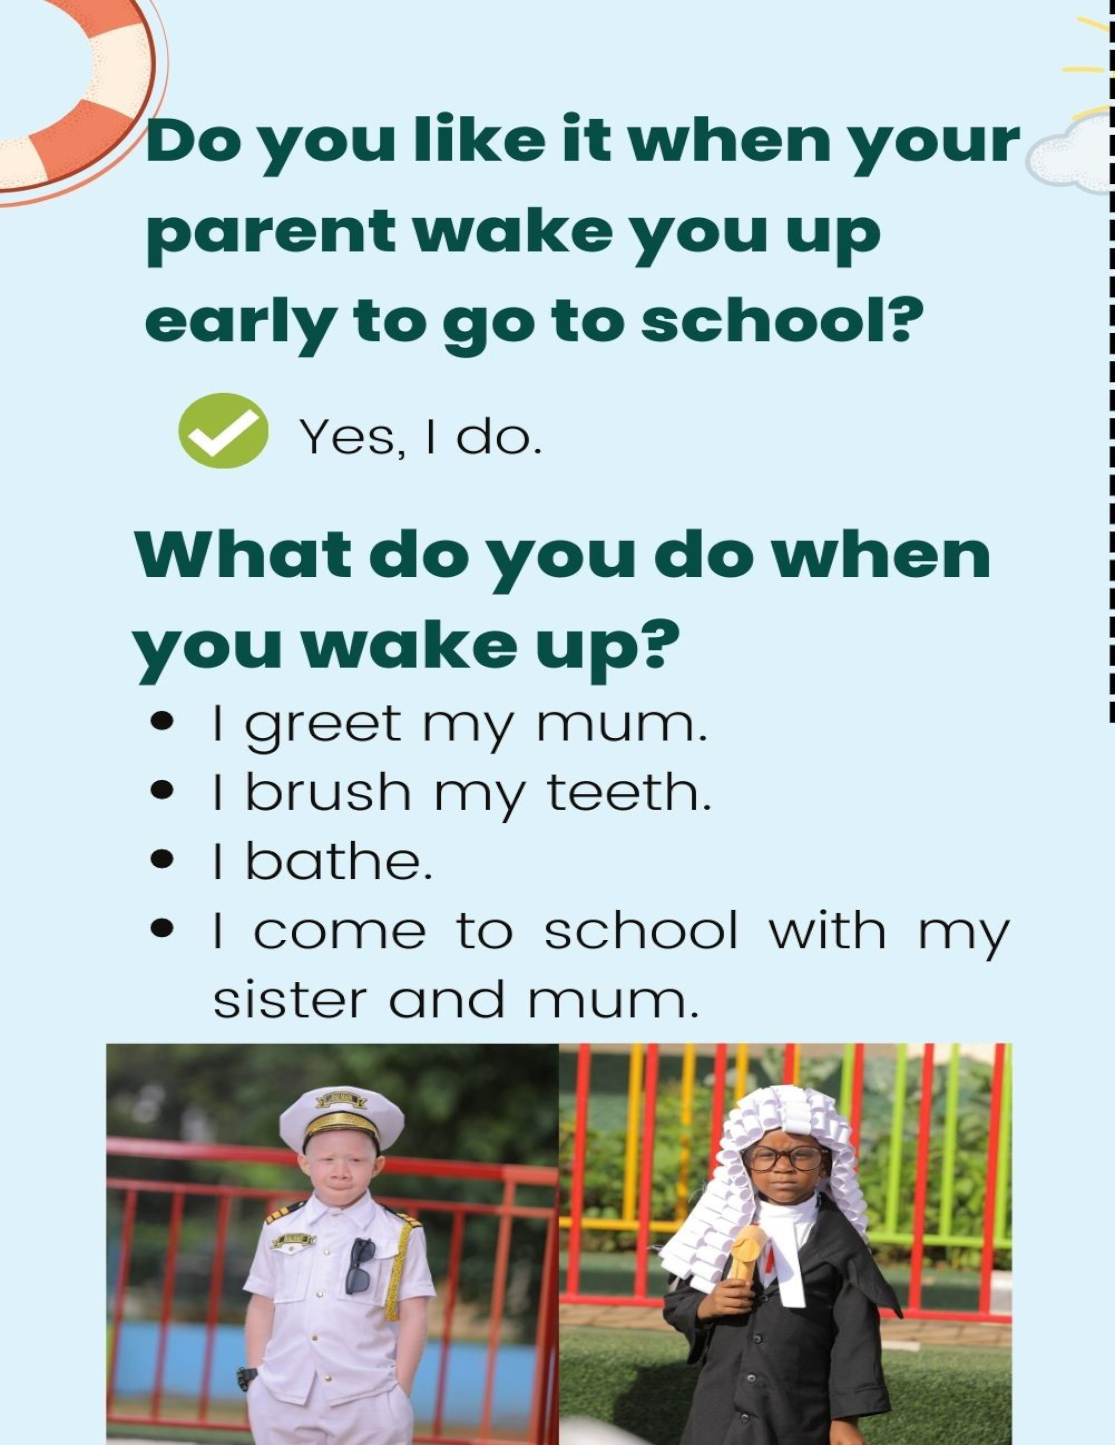 Do you like it when your
parent wake you up
early to go to school?
Yes, I do.
What do you do when
you wake up?
I greet my mum.
I brush my teeth.
I bathe.
I come to school with my
sister and mum.